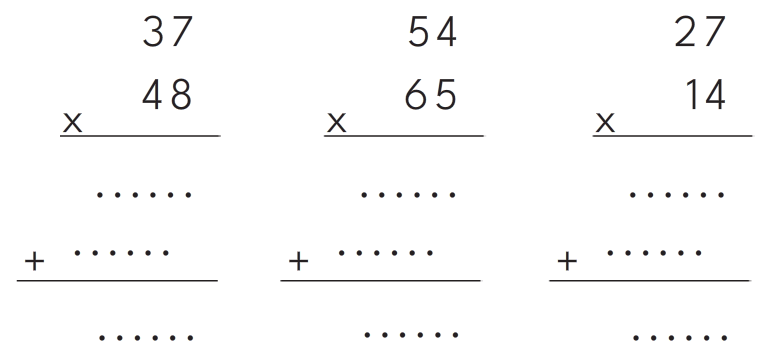 37 54 27
48 65 14
x x x
...... ...... ......
+ ...... + ...... + ......
...... ...... ......